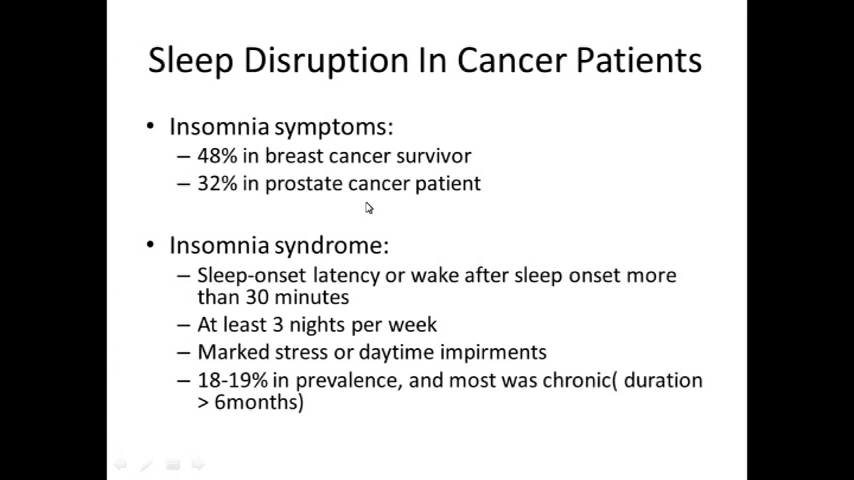 Sleep Disruption In Cancer Patients
• Insomnia symptoms:
– 48% in breast cancer survivor
– 32% in prostate cancer patient
• Insomnia syndrome:
– Sleep-onset latency or wake after sleep onset more
than 30 minutes
– At least 3 nights per week
– Marked stress or daytime impirments
– 18-19% in prevalence, and most was chronic( duration
> 6months)